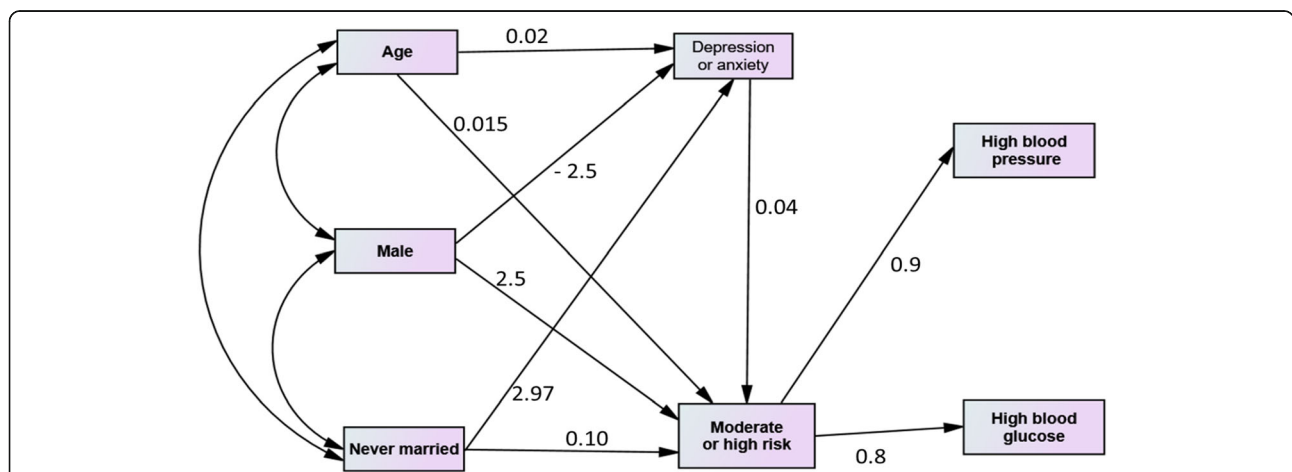 Age
0.02
Depression
or anxiety
0.015
- 2.5
High blood
pressure
0.04
Male
2.5
0.9
2.97
Never married
0.10
Moderate
or high risk
0.8
High blood
glucose